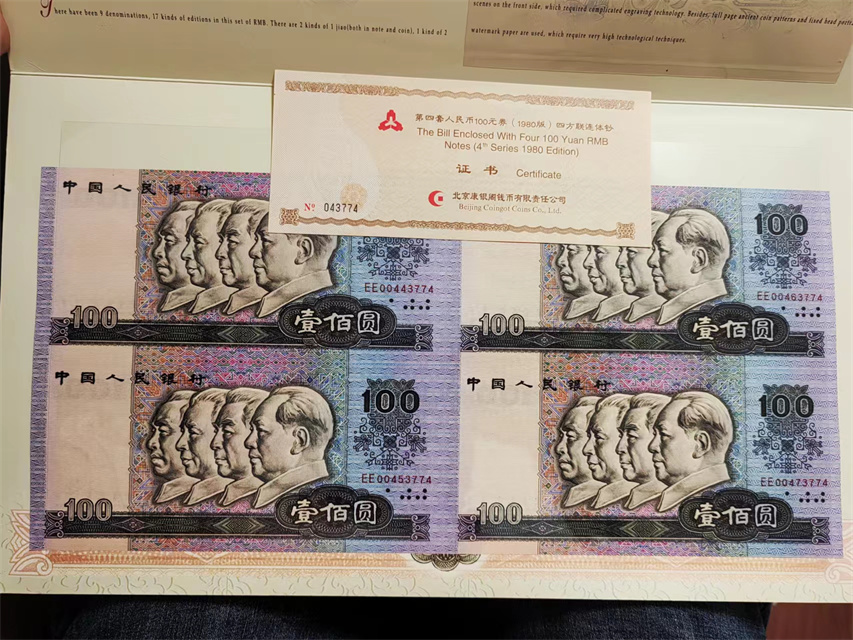 There have been 9 denominations, 17 kinds of editions in this set of RMB. There are 2 kinds of 1 jiao(both in note and coin), 1 kind of 2
scenes on the front side, which required complicated engraving technology. Besides, full page ancient coin patterns and fixed head portrait
watermark paper are used, which require very high technological techniques.
第四套人民币100元券（1980版）四方联连体钞
The Bill Enclosed With Four 100 Yuan RMB
Notes (4th Series 1980 Edition)
证书 Certificate
№ 043774
北京康银阁钱币有限责任公司
Beijing Coingot Coins Co., Ltd.
中国人民银行
EE00443774
100
壹佰圆
100
EE00463774
100
壹佰圆
中国人民银行
100
EE00453774
100
壹佰圆
中国人民银行
100
EE00473774
100
壹佰圆